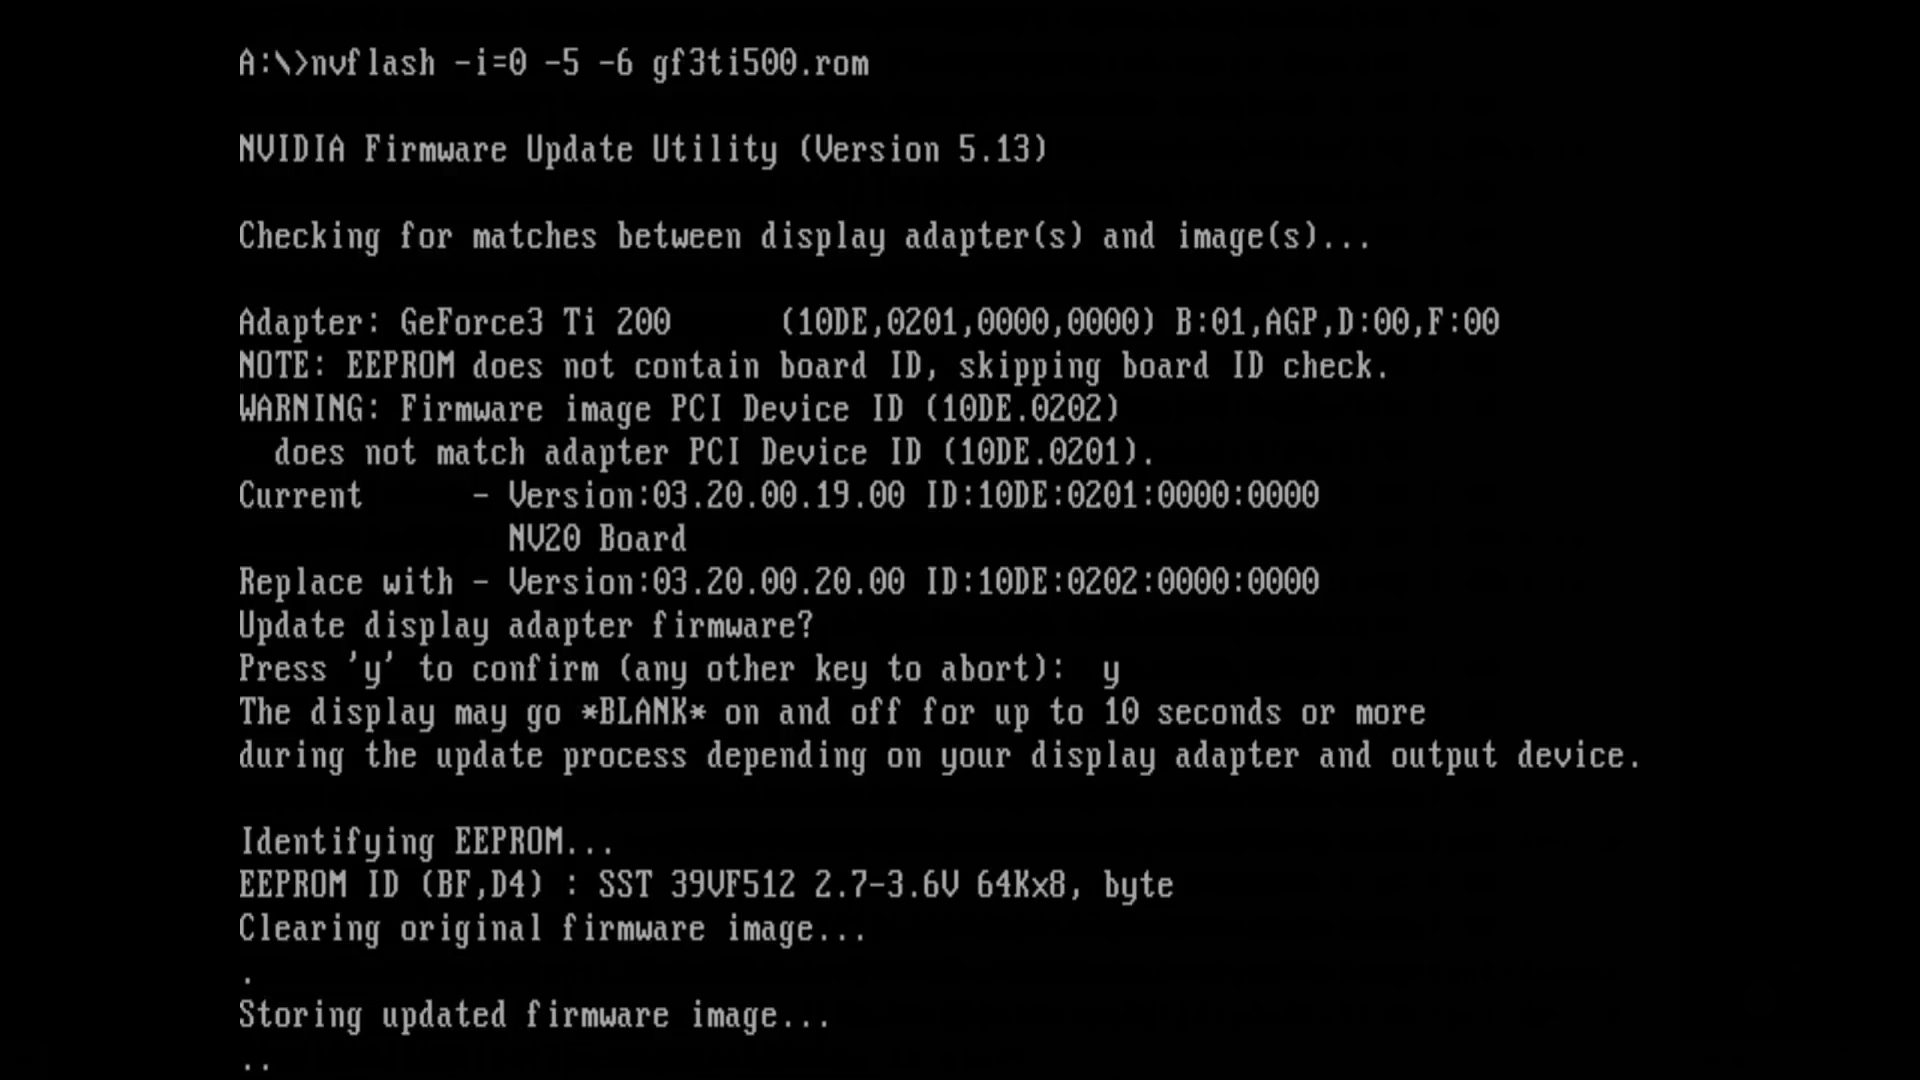 A:\>nvflash -i=0 -5 -6 gf3ti500.rom
NVIDIA Firmware Update Utility (Version 5.13)
Checking for matches between display adapter(s) and image(s)...
Adapter: GeForce3 Ti 200      (10DE,0201,0000,0000) B:01,AGP,D:00,F:00
NOTE: EEPROM does not contain board ID, skipping board ID check.
WARNING: Firmware image PCI Device ID (10DE.0202)
  does not match adapter PCI Device ID (10DE.0201).
Current      - Version:03.20.00.19.00 ID:10DE:0201:0000:0000
               NV20 Board
Replace with - Version:03.20.00.20.00 ID:10DE:0202:0000:0000
Update display adapter firmware?
Press 'y' to confirm (any other key to abort):  y
The display may go *BLANK* on and off for up to 10 seconds or more
during the update process depending on your display adapter and output device.
Identifying EEPROM...
EEPROM ID (BF,D4) : SST 39VF512 2.7-3.6V 64Kx8, byte
Clearing original firmware image...
.
Storing updated firmware image...
..